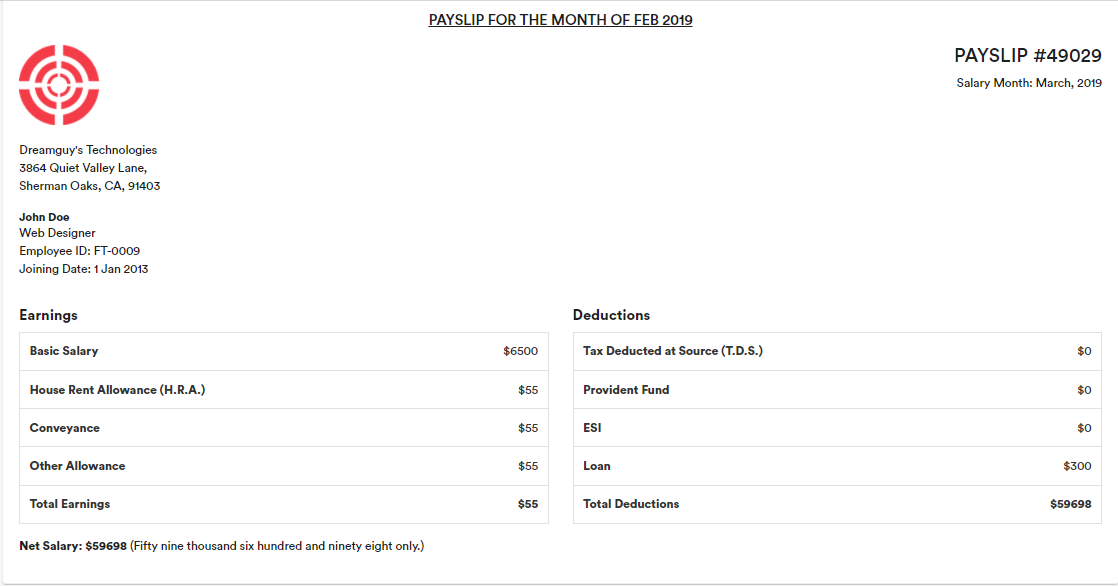 PAYSLIP FOR THE MONTH OF FEB 2019
PAYSLIP #49029
Salary Month: March, 2019
Dreamguy's Technologies
3864 Quiet Valley Lane,
Sherman Oaks, CA, 91403
John Doe
Web Designer
Employee ID: FT-0009
Joining Date: 1 Jan 2013
Earnings
Basic Salary $6500
House Rent Allowance (H.R.A.) $55
Conveyance $55
Other Allowance $55
Total Earnings $55
Deductions
Tax Deducted at Source (T.D.S.) $0
Provident Fund $0
ESI $0
Loan $300
Total Deductions $59698
Net Salary: $59698 (Fifty nine thousand six hundred and ninety eight only.)